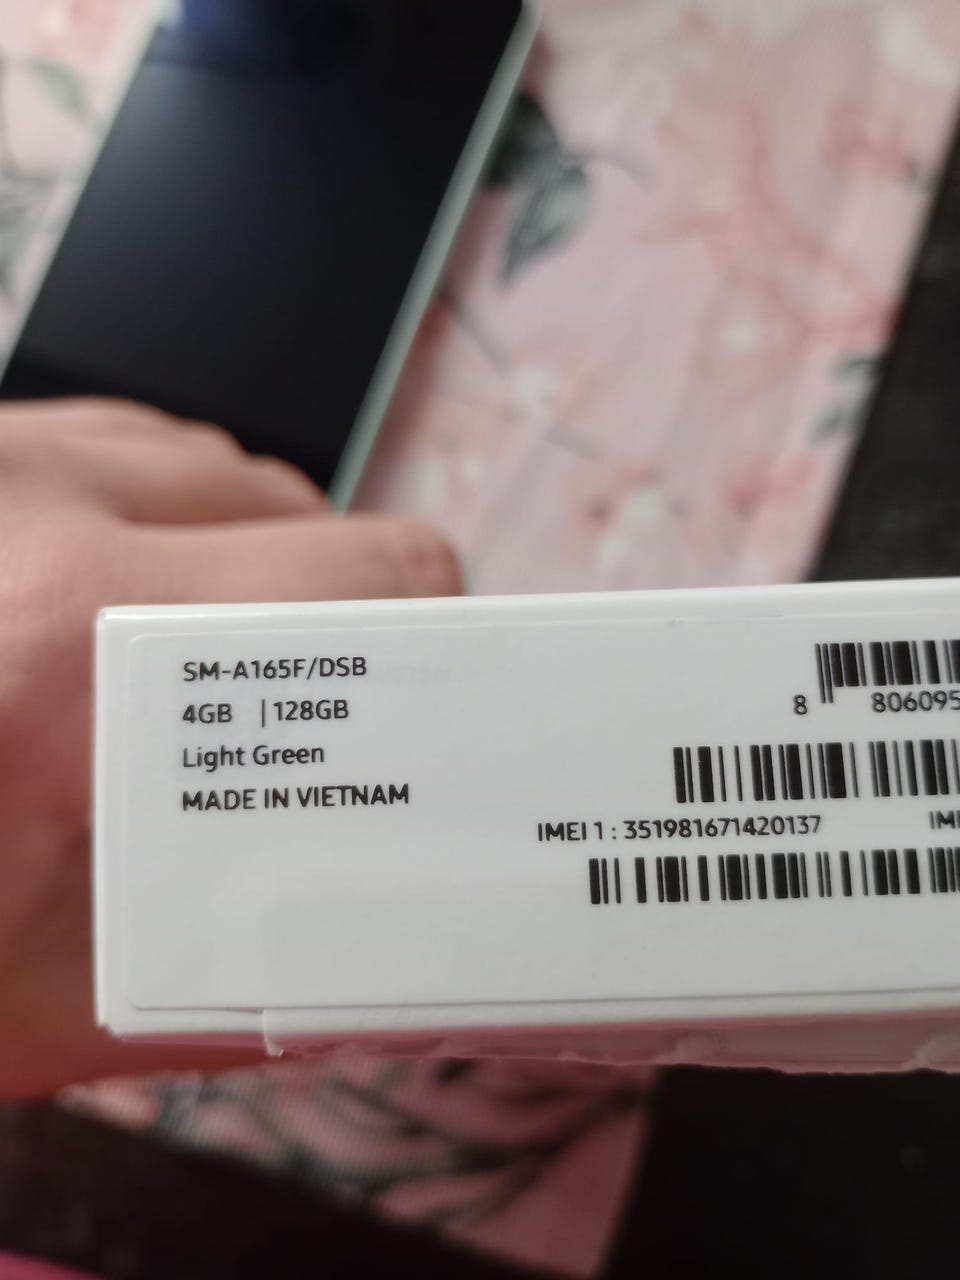 SM-A165F/DSB
4GB | 128GB
Light Green
MADE IN VIETNAM
8 806095
IMEI 1 : 351981671420137